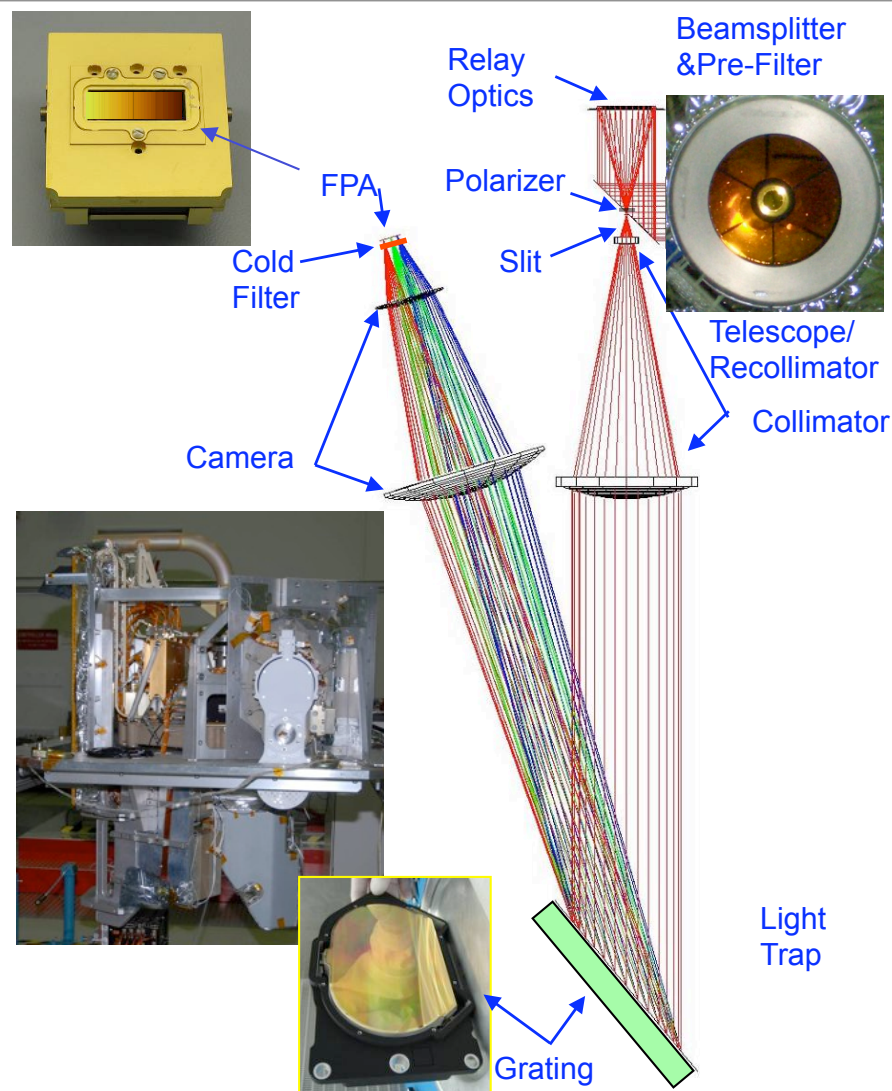 Beamsplitter
&Pre-Filter
Relay
Optics
FPA
Polarizer
Cold
Filter
Slit
Telescope/
Recollimator
Collimator
Camera
Light
Trap
Grating